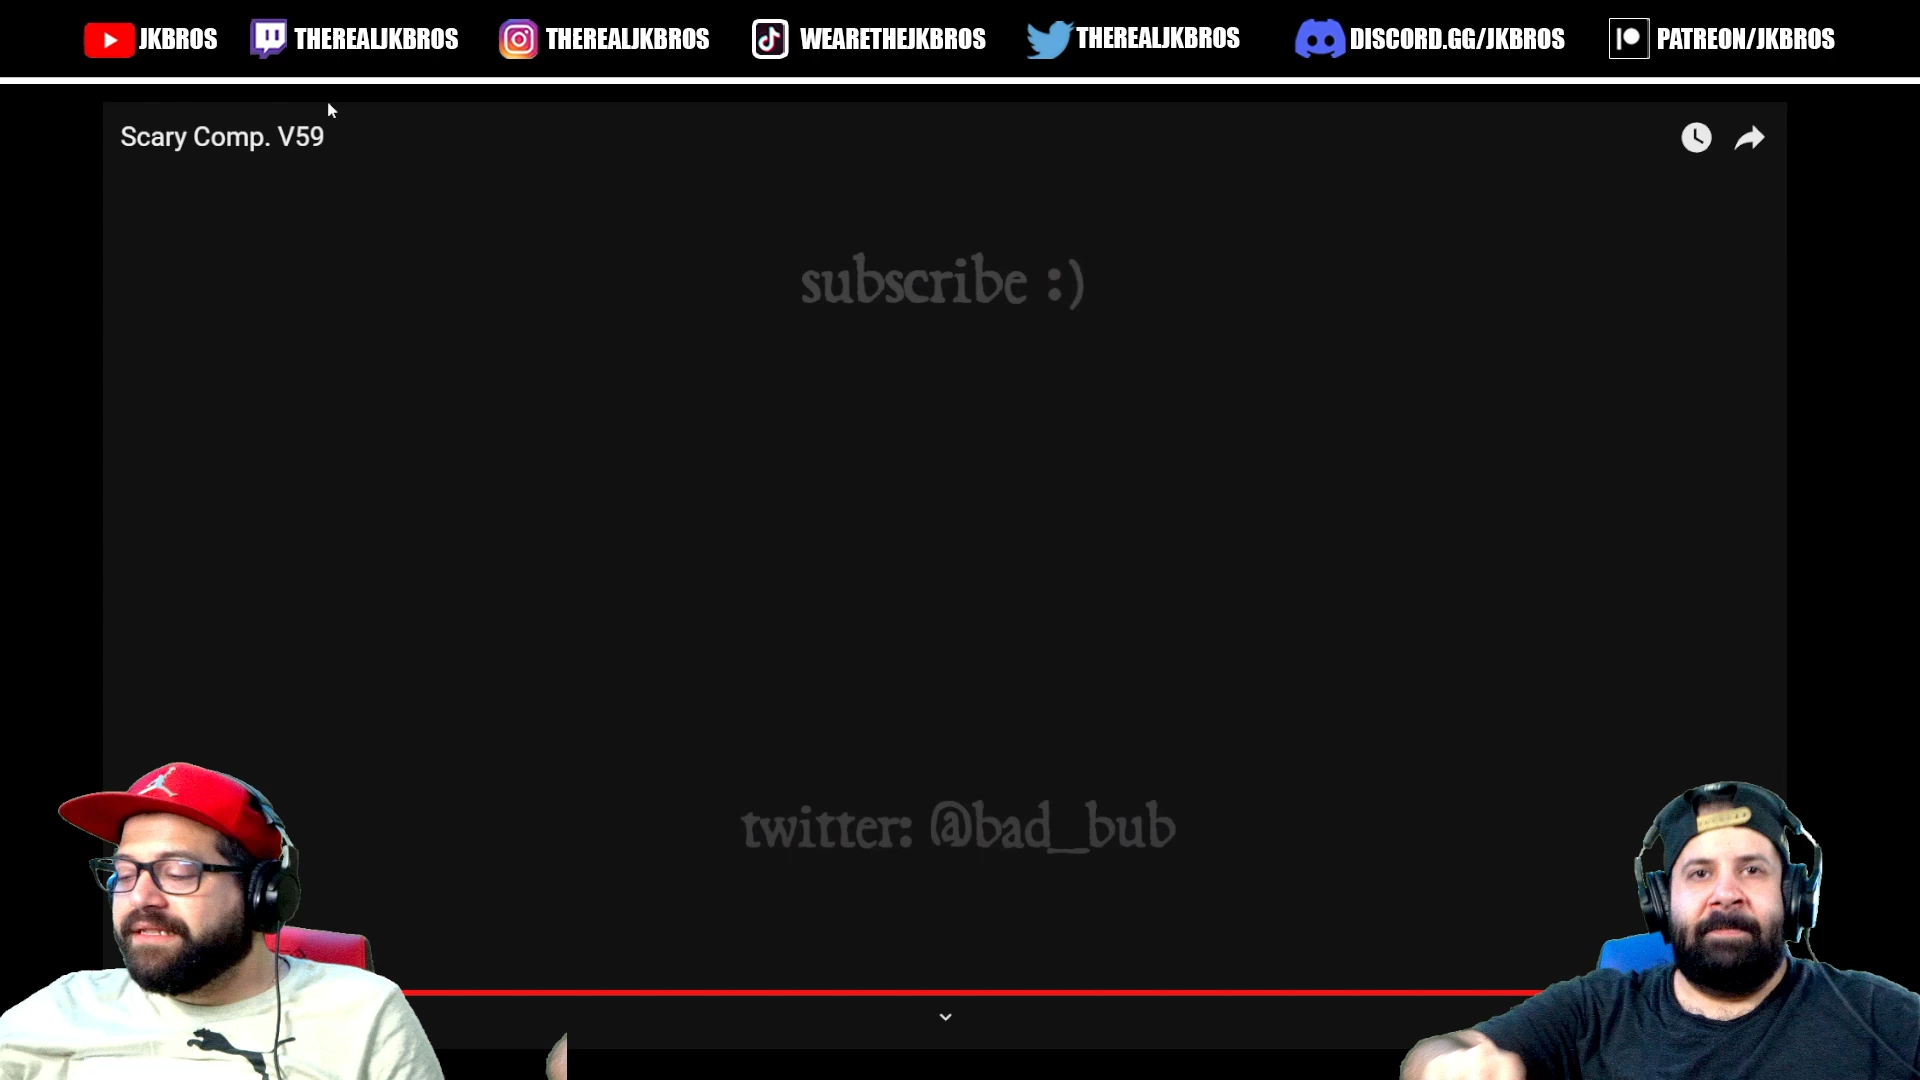 JKBROS THEREALJKBROS THEREALJKBROS WEARETHEJKBROS THEREALJKBROS DISCORD.GG/JKBROS PATREON/JKBROS
Scary Comp. V59
subscribe :)
twitter: @bad_bub